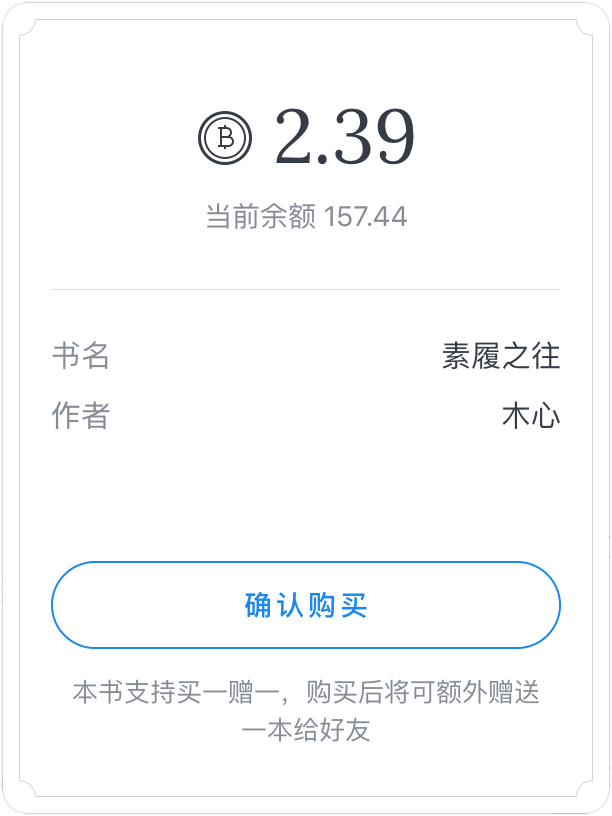 2.39
当前余额 157.44
书名 素履之往
作者 木心
确认购买
本书支持买一赠一，购买后将可额外赠送
一本给好友